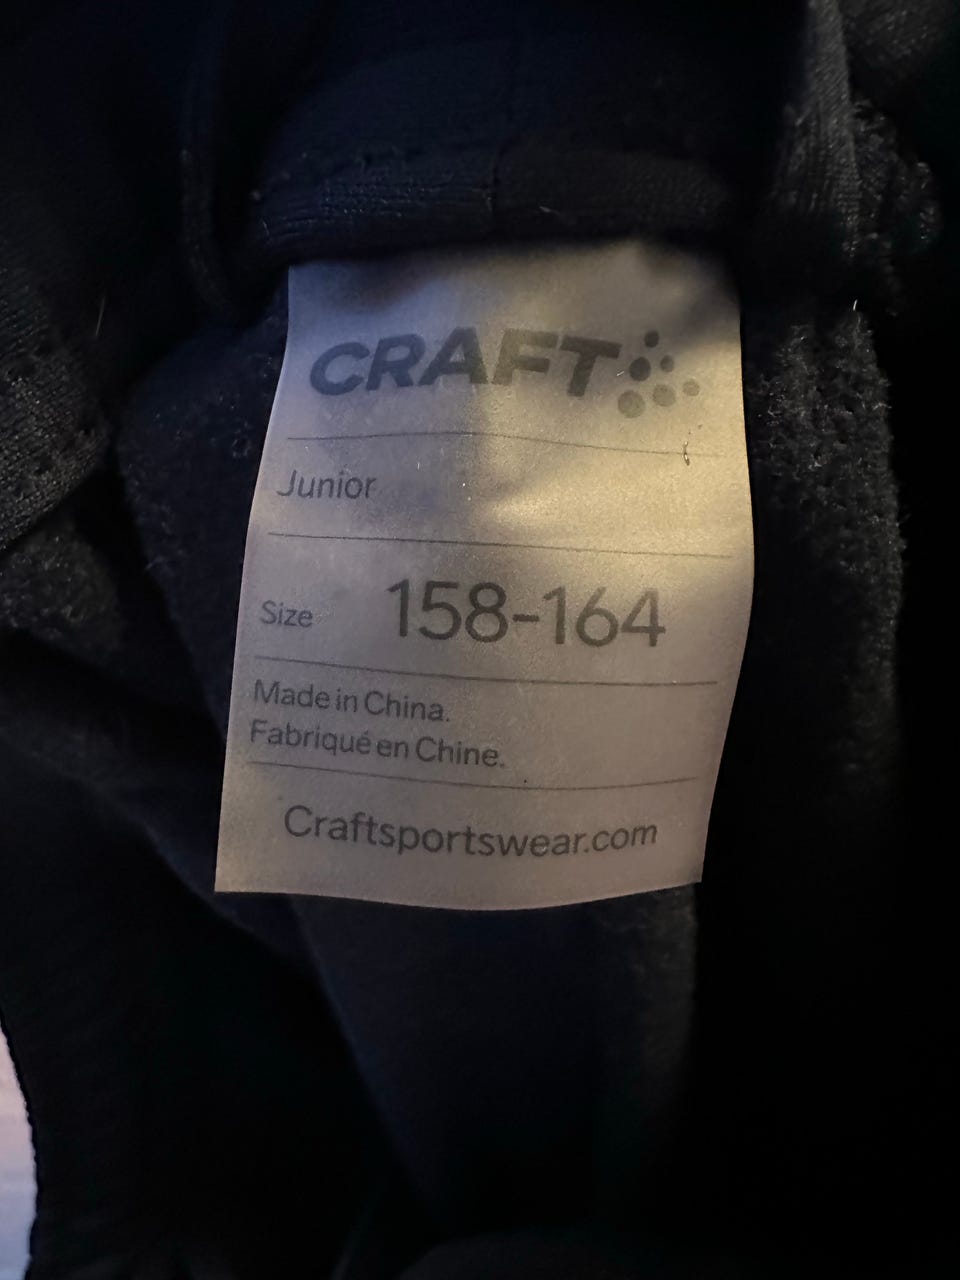 CRAFT
Junior
Size 158-164
Made in China.
Fabriqué en Chine.
Craftsportswear.com